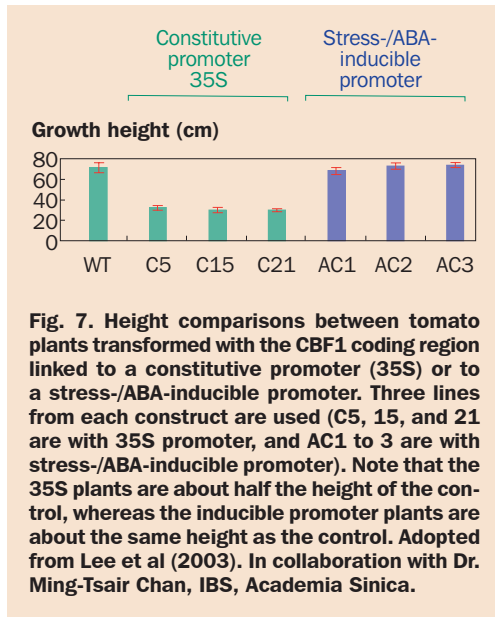 Constitutive
promoter
35S
Stress-/ABA-
inducible
promoter
Growth height (cm)
80
60
40
20
0
WT C5 C15 C21 AC1 AC2 AC3
Fig. 7. Height comparisons between tomato
plants transformed with the CBF1 coding region
linked to a constitutive promoter (35S) or to
a stress-/ABA-inducible promoter. Three lines
from each construct are used (C5, 15, and 21
are with 35S promoter, and AC1 to 3 are with
stress-/ABA-inducible promoter). Note that the
35S plants are about half the height of the con-
trol, whereas the inducible promoter plants are
about the same height as the control. Adopted
from Lee et al (2003). In collaboration with Dr.
Ming-Tsair Chan, IBS, Academia Sinica.